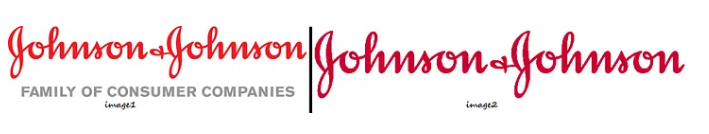 Johnson & Johnson
FAMILY OF CONSUMER COMPANIES
image1
Johnson & Johnson
image2